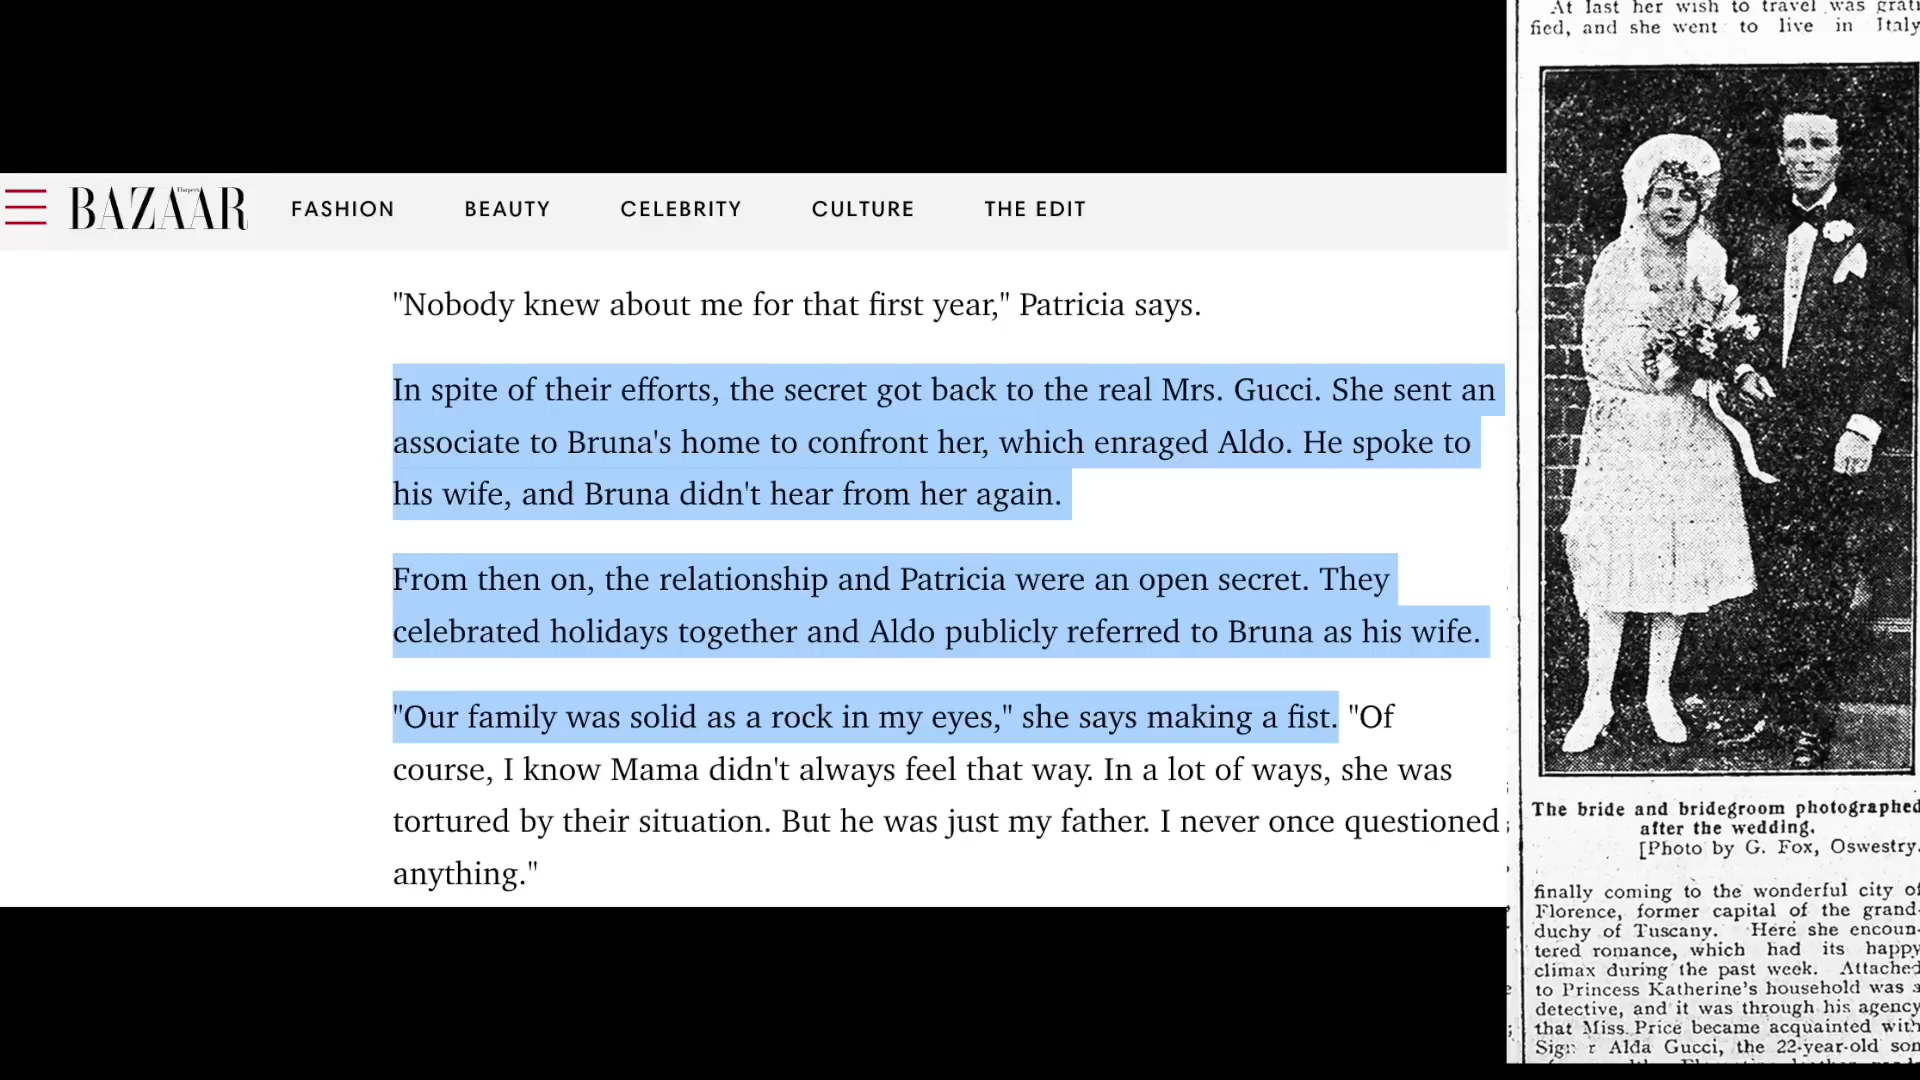 Harper's
BAZAAR
FASHION
BEAUTY
CELEBRITY
CULTURE
THE EDIT
"Nobody knew about me for that first year," Patricia says.
In spite of their efforts, the secret got back to the real Mrs. Gucci. She sent an
associate to Bruna's home to confront her, which enraged Aldo. He spoke to
his wife, and Bruna didn't hear from her again.
From then on, the relationship and Patricia were an open secret. They
celebrated holidays together and Aldo publicly referred to Bruna as his wife.
"Our family was solid as a rock in my eyes," she says making a fist. "Of
course, I know Mama didn't always feel that way. In a lot of ways, she was
tortured by their situation. But he was just my father. I never once questioned
anything."
At last her wish to travel was grati
fied, and she went to live in Italy
The bride and bridegroom photographed
after the wedding.
[Photo by G. Fox, Oswestry.
finally coming to the wonderful city of
Florence, former capital of the grand-
duchy of Tuscany. Here she encoun-
tered romance, which had its happy
climax during the past week. Attached
to Princess Katherine's household was a
detective, and it was through his agency
that Miss Price became acquainted with
Alda Gucci, the 22-year-old son